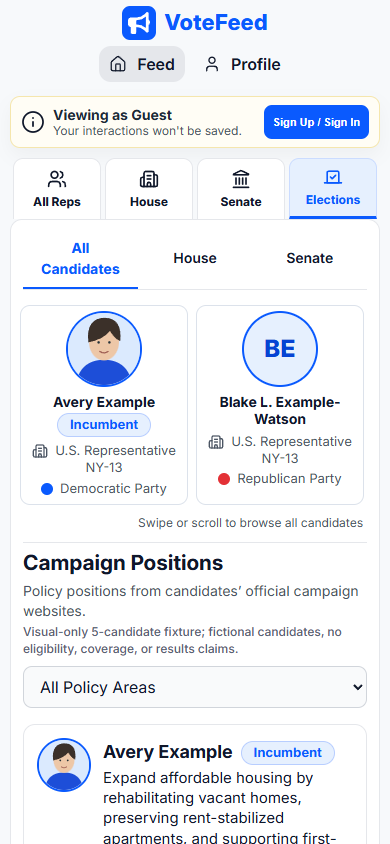 VoteFeed
Feed
Profile
Viewing as Guest
Your interactions won't be saved.
Sign Up / Sign In
All Reps
House
Senate
Elections
All
Candidates
House
Senate
Avery Example
Incumbent
U.S. Representative
NY-13
Democratic Party
BE
Blake L. Example-
Watson
U.S. Representative
NY-13
Republican Party
Swipe or scroll to browse all candidates
Campaign Positions
Policy positions from candidates’ official campaign
websites.
Visual-only 5-candidate fixture; fictional candidates, no
eligibility, coverage, or results claims.
All Policy Areas
Avery Example
Incumbent
Expand affordable housing by
rehabilitating vacant homes,
preserving rent-stabilized
apartments, and supporting first-